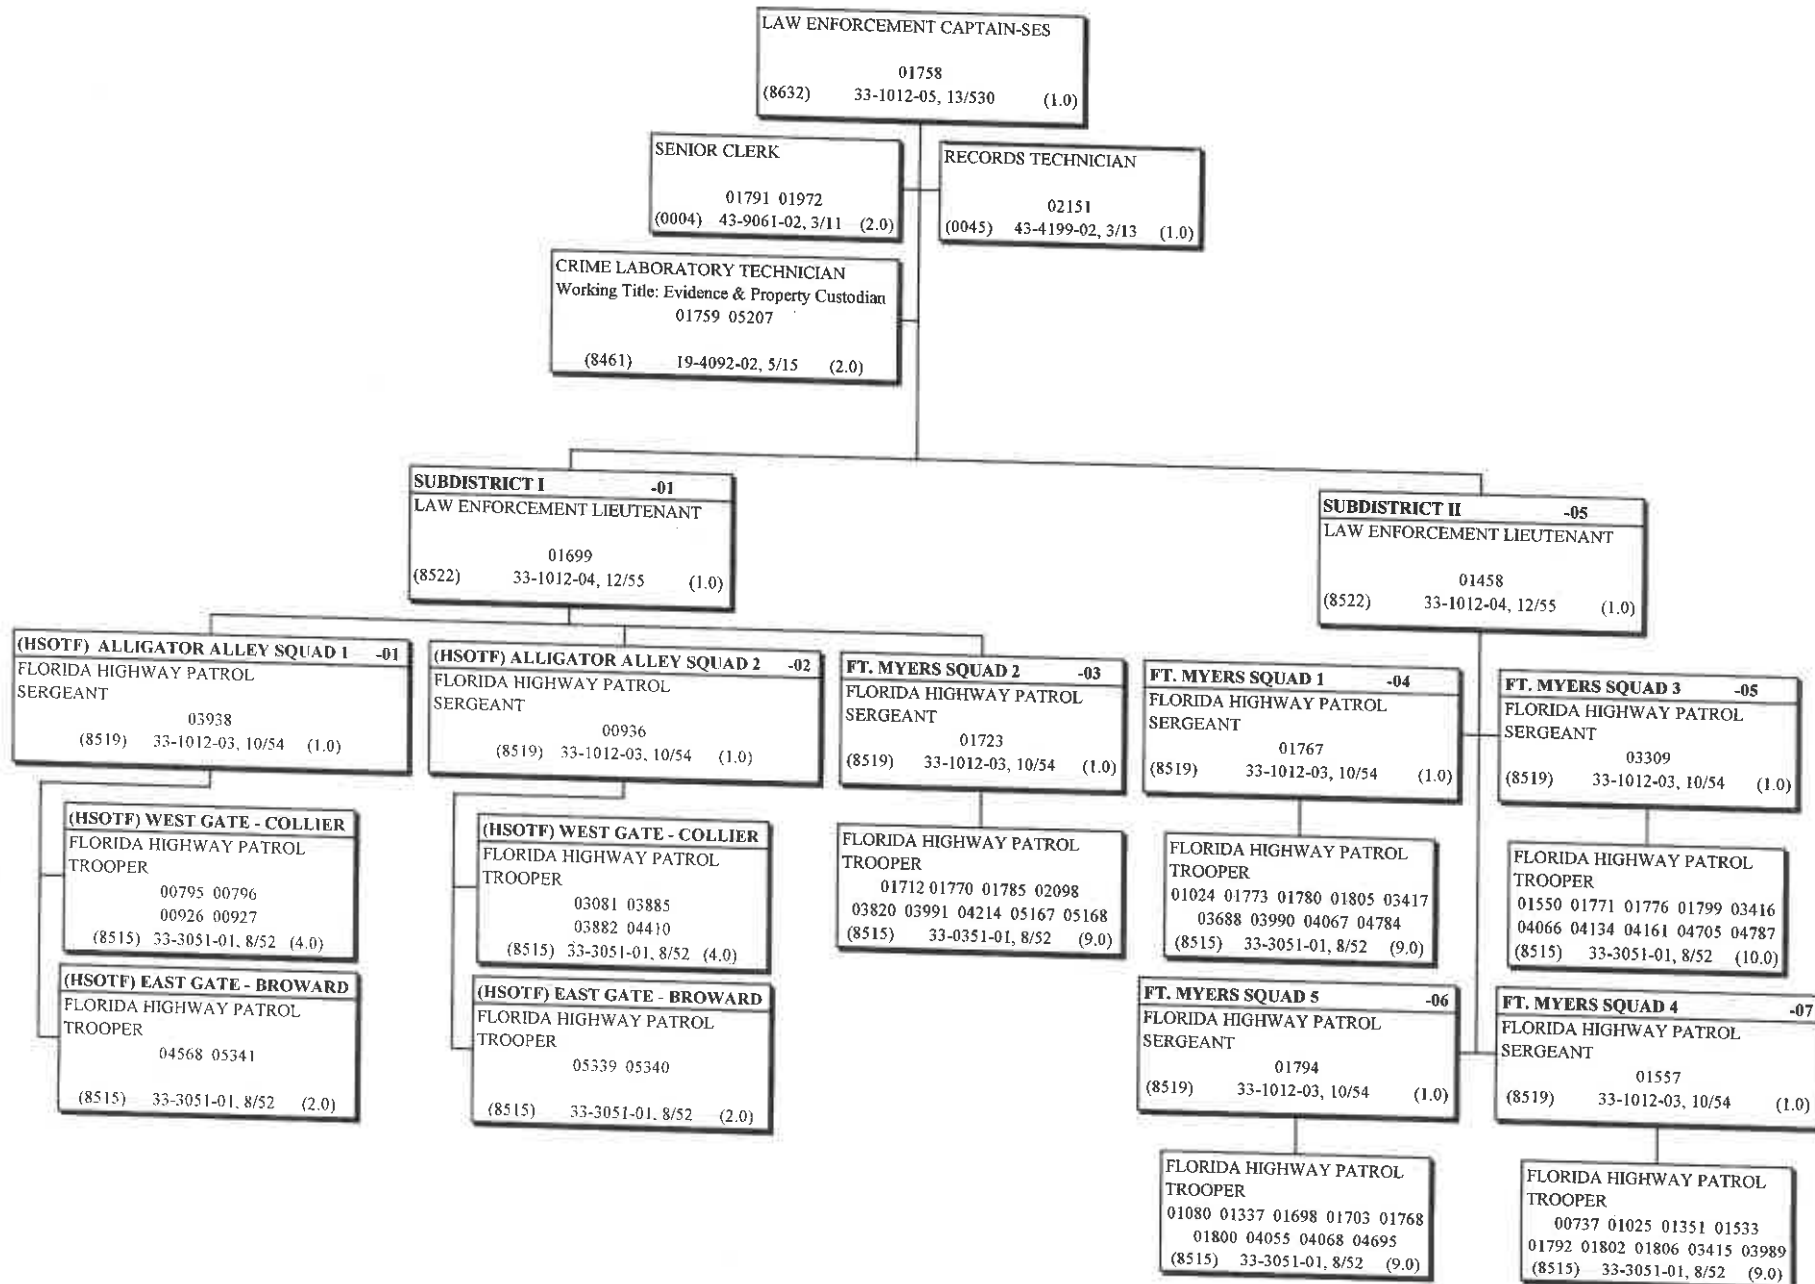 LAW ENFORCEMENT CAPTAIN-SES
01758
(8632) 33-1012-05, 13/530 (1.0)
SENIOR CLERK
01791 01972
(0004) 43-9061-02, 3/11 (2.0)
RECORDS TECHNICIAN
02151
(0045) 43-4199-02, 3/13 (1.0)
CRIME LABORATORY TECHNICIAN
Working Title: Evidence & Property Custodian
01759 05207
(8461) 19-4092-02, 5/15 (2.0)
SUBDISTRICT I -01
LAW ENFORCEMENT LIEUTENANT
01699
(8522) 33-1012-04, 12/55 (1.0)
SUBDISTRICT II -05
LAW ENFORCEMENT LIEUTENANT
01458
(8522) 33-1012-04, 12/55 (1.0)
(HSOTF) ALLIGATOR ALLEY SQUAD 1 -01
FLORIDA HIGHWAY PATROL
SERGEANT
03938
(8519) 33-1012-03, 10/54 (1.0)
(HSOTF) ALLIGATOR ALLEY SQUAD 2 -02
FLORIDA HIGHWAY PATROL
SERGEANT
00936
(8519) 33-1012-03, 10/54 (1.0)
FT. MYERS SQUAD 2 -03
FLORIDA HIGHWAY PATROL
SERGEANT
01723
(8519) 33-1012-03, 10/54 (1.0)
FT. MYERS SQUAD 1 -04
FLORIDA HIGHWAY PATROL
SERGEANT
01767
(8519) 33-1012-03, 10/54 (1.0)
FT. MYERS SQUAD 3 -05
FLORIDA HIGHWAY PATROL
SERGEANT
03309
(8519) 33-1012-03, 10/54 (1.0)
(HSOTF) WEST GATE - COLLIER
FLORIDA HIGHWAY PATROL
TROOPER
00795 00796
00926 00927
(8515) 33-3051-01, 8/52 (4.0)
(HSOTF) WEST GATE - COLLIER
FLORIDA HIGHWAY PATROL
TROOPER
03081 03885
03882 04410
(8515) 33-3051-01, 8/52 (4.0)
FLORIDA HIGHWAY PATROL
TROOPER
01712 01770 01785 02098
03820 03991 04214 05167 05168
(8515) 33-0351-01, 8/52 (9.0)
FLORIDA HIGHWAY PATROL
TROOPER
01024 01773 01780 01805 03417
03688 03990 04067 04784
(8515) 33-3051-01, 8/52 (9.0)
FLORIDA HIGHWAY PATROL
TROOPER
01550 01771 01776 01799 03416
04066 04134 04161 04705 04787
(8515) 33-3051-01, 8/52 (10.0)
(HSOTF) EAST GATE - BROWARD
FLORIDA HIGHWAY PATROL
TROOPER
04568 05341
(8515) 33-3051-01, 8/52 (2.0)
(HSOTF) EAST GATE - BROWARD
FLORIDA HIGHWAY PATROL
TROOPER
05339 05340
(8515) 33-3051-01, 8/52 (2.0)
FT. MYERS SQUAD 5 -06
FLORIDA HIGHWAY PATROL
SERGEANT
01794
(8519) 33-1012-03, 10/54 (1.0)
FT. MYERS SQUAD 4 -07
FLORIDA HIGHWAY PATROL
SERGEANT
01557
(8519) 33-1012-03, 10/54 (1.0)
FLORIDA HIGHWAY PATROL
TROOPER
01080 01337 01698 01703 01768
01800 04055 04068 04695
(8515) 33-3051-01, 8/52 (9.0)
FLORIDA HIGHWAY PATROL
TROOPER
00737 01025 01351 01533
01792 01802 01806 03415 03989
(8515) 33-3051-01, 8/52 (9.0)